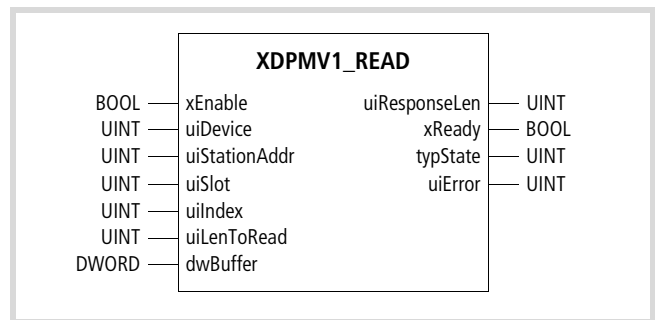 XDPMV1_READ
BOOL xEnable uiResponseLen UINT
UINT uiDevice xReady BOOL
UINT uiStationAddr typState UINT
UINT uiSlot uiError UINT
UINT uiIndex
UINT uiLenToRead
DWORD dwBuffer